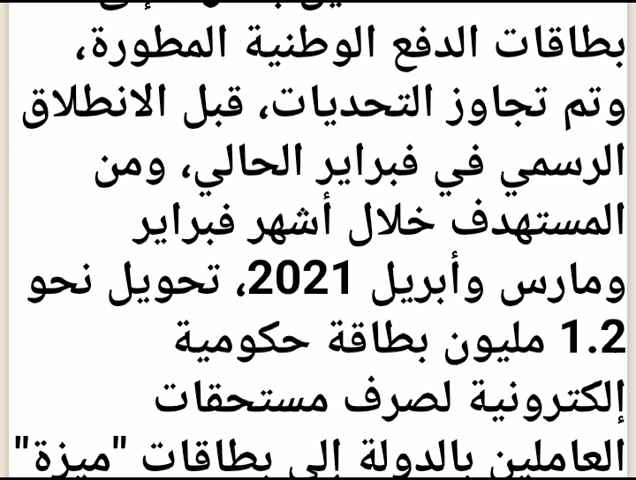 بطاقات الدفع الوطنية المطورة،
وتم تجاوز التحديات، قبل الانطلاق
الرسمي في فبراير الحالي، ومن
المستهدف خلال أشهر فبراير
ومارس وأبريل 2021، تحويل نحو
1.2 مليون بطاقة حكومية
إلكترونية لصرف مستحقات
العاملين بالدولة إلى بطاقات "ميزة"